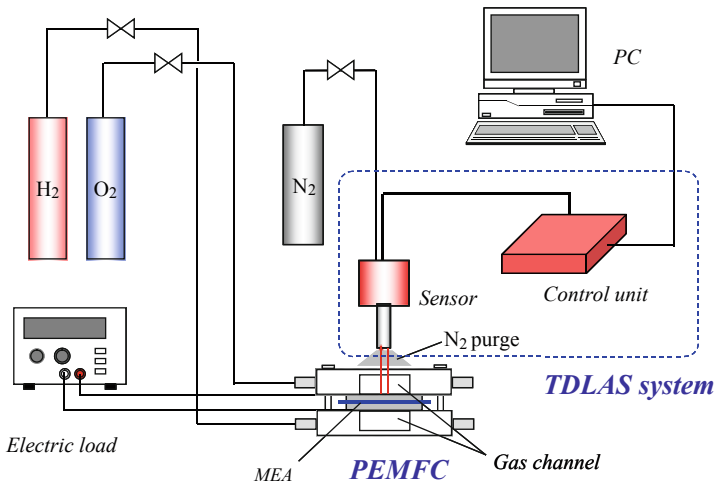 PC
H2
O2
N2
Sensor
Control unit
N2 purge
TDLAS system
Electric load
MEA
PEMFC
Gas channel